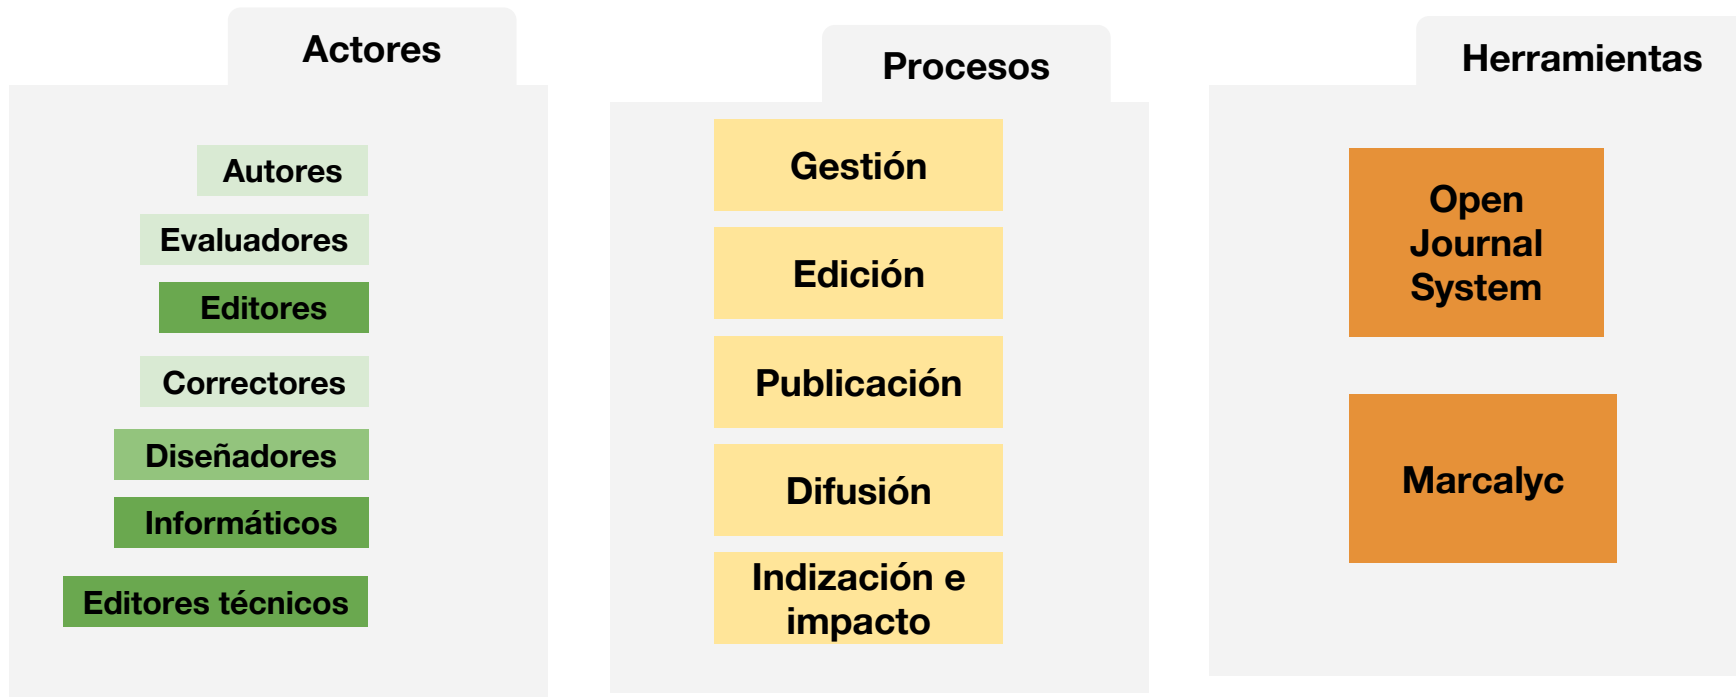 Actores
Autores
Evaluadores
Editores
Correctores
Diseñadores
Informáticos
Editores técnicos
Procesos
Gestión
Edición
Publicación
Difusión
Indización e
impacto
Herramientas
Open
Journal
System
Marcalyc